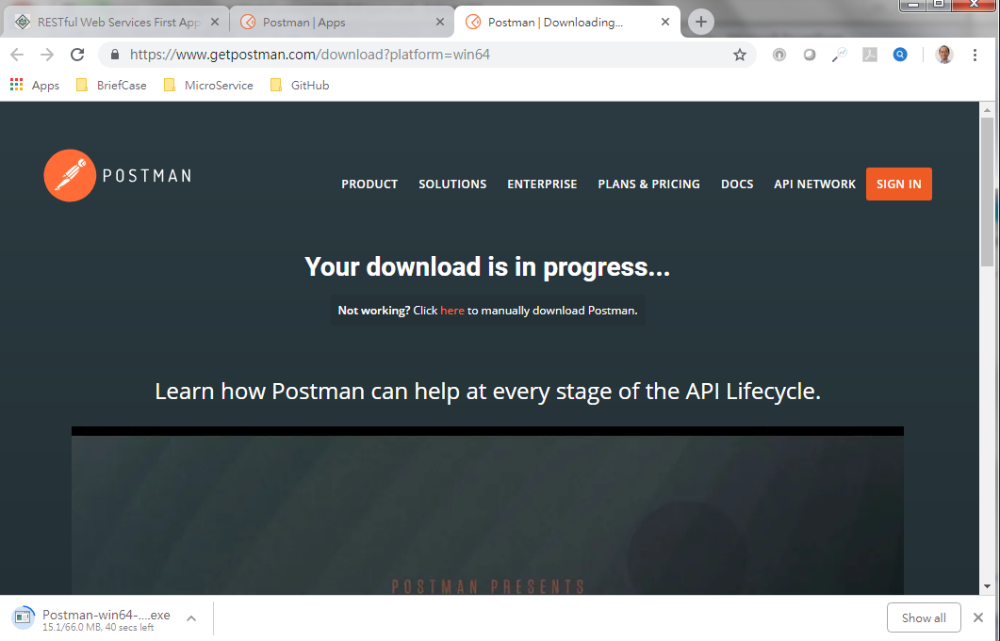 RESTful Web Services First App
Postman | Apps
Postman | Downloading...
https://www.getpostman.com/download?platform=win64
Apps
BriefCase
MicroService
GitHub
POSTMAN
PRODUCT
SOLUTIONS
ENTERPRISE
PLANS & PRICING
DOCS
API NETWORK
SIGN IN
Your download is in progress...
Not working? Click here to manually download Postman.
Learn how Postman can help at every stage of the API Lifecycle.
POSTMAN PRESENTS
Postman-win64-....exe
15.1/66.0 MB, 40 secs left
Show all